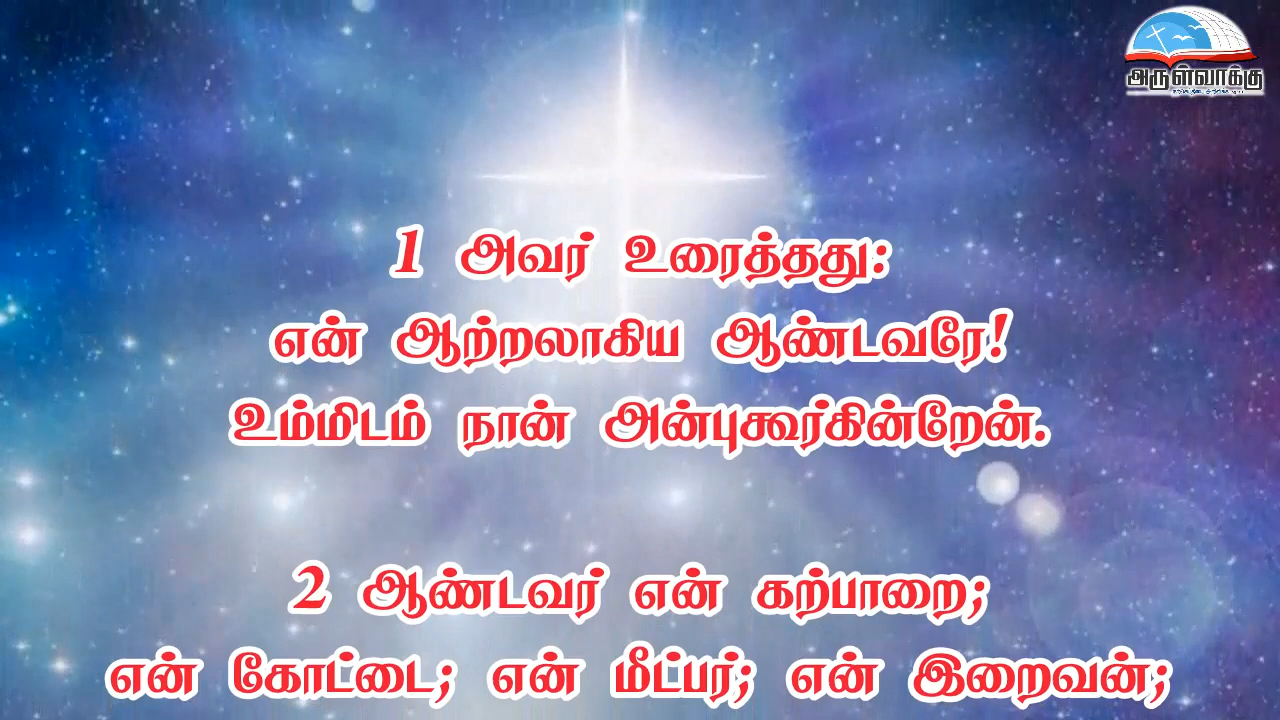 அருள்வாக்கு
1 அவர் உரைத்தது:
என் ஆற்றலாகிய ஆண்டவரே!
உம்மிடம் நான் அன்புகூர்கின்றேன்.
2 ஆண்டவர் என் கற்பாறை;
என் கோட்டை; என் மீட்பர்; என் இறைவன்;